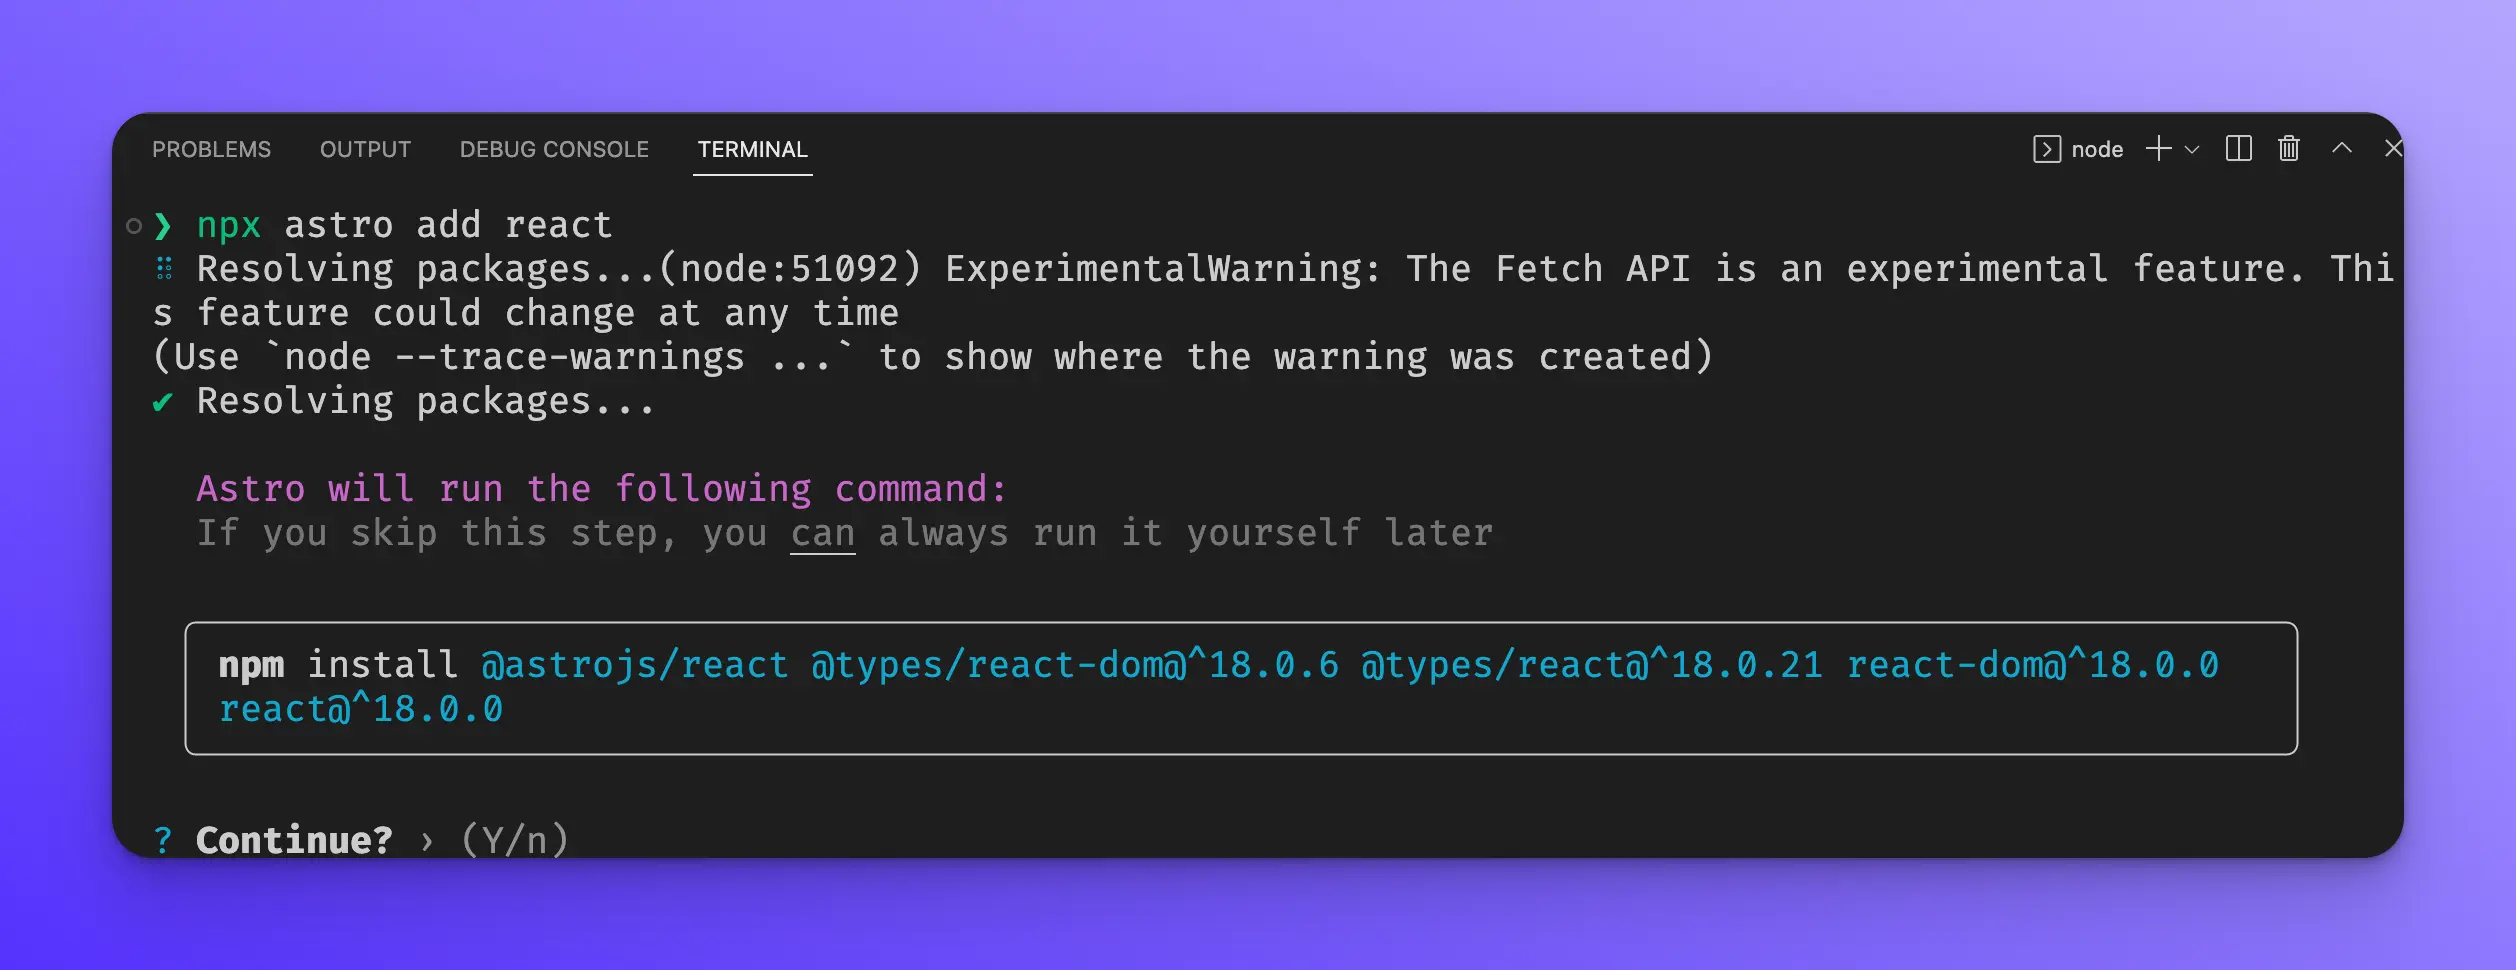 PROBLEMS OUTPUT DEBUG CONSOLE TERMINAL node
❯ npx astro add react
⠿ Resolving packages...(node:51092) ExperimentalWarning: The Fetch API is an experimental feature. Thi
s feature could change at any time
(Use `node --trace-warnings ...` to show where the warning was created)
✔ Resolving packages...
Astro will run the following command:
If you skip this step, you can always run it yourself later
npm install @astrojs/react @types/react-dom@^18.0.6 @types/react@^18.0.21 react-dom@^18.0.0
react@^18.0.0
? Continue? › (Y/n)